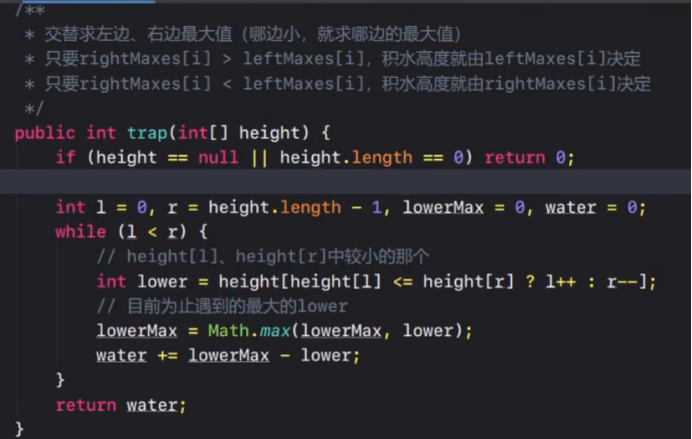 /**
 * 交替求左边、右边最大值（哪边小，就求哪边的最大值）
 * 只要rightMaxes[i] > leftMaxes[i]，积水高度就由leftMaxes[i]决定
 * 只要rightMaxes[i] < leftMaxes[i]，积水高度就由rightMaxes[i]决定
 */
public int trap(int[] height) {
    if (height == null || height.length == 0) return 0;
    int l = 0, r = height.length - 1, lowerMax = 0, water = 0;
    while (l < r) {
        // height[l]、height[r]中较小的那个
        int lower = height[height[l] <= height[r] ? l++ : r--];
        // 目前为止遇到的最大的lower
        lowerMax = Math.max(lowerMax, lower);
        water += lowerMax - lower;
    }
    return water;
}